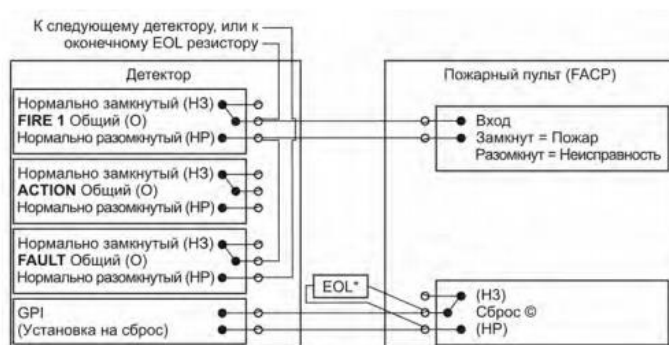 К следующему детектору, или к
оконечному EOL резистору
Детектор
Нормально замкнутый (НЗ)
FIRE 1 Общий (О)
Нормально разомкнутый (НР)
Нормально замкнутый (НЗ)
ACTION Общий (О)
Нормально разомкнутый (НР)
Нормально замкнутый (НЗ)
FAULT Общий (О)
Нормально разомкнутый (НР)
GPI
(Установка на сброс)
EOL*
Пожарный пульт (FACP)
Вход
Замкнут = Пожар
Разомкнут = Неисправность
(НЗ)
Сброс ©
(НР)